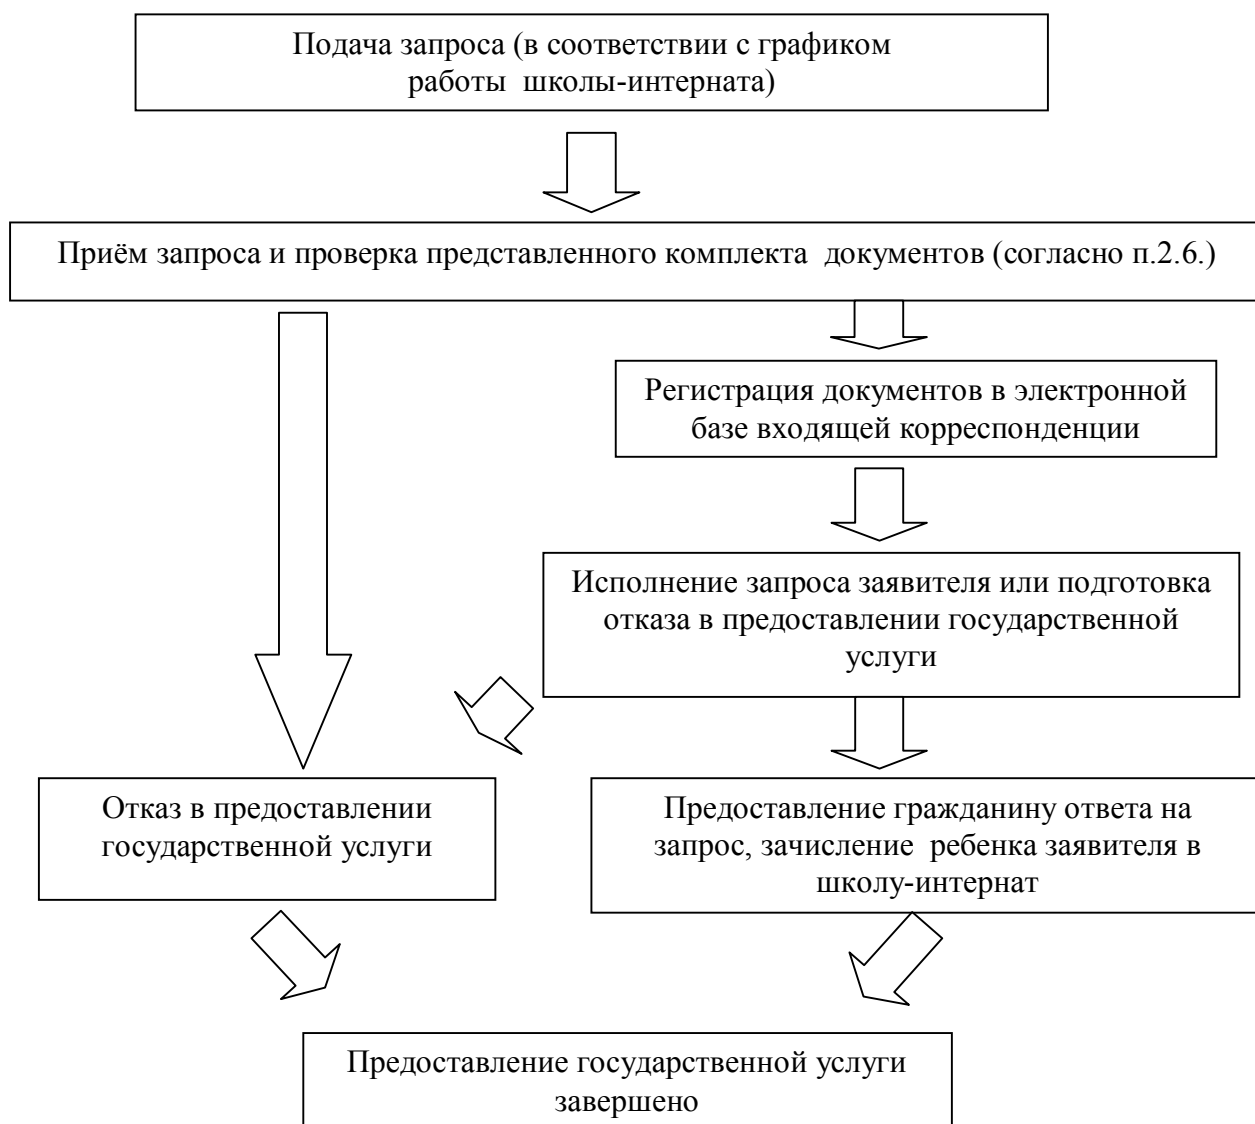 Подача запроса (в соответствии с графиком
работы школы-интерната)
Приём запроса и проверка представленного комплекта документов (согласно п.2.6.)
Регистрация документов в электронной
базе входящей корреспонденции
Исполнение запроса заявителя или подготовка
отказа в предоставлении государственной
услуги
Отказ в предоставлении
государственной услуги
Предоставление гражданину ответа на
запрос, зачисление ребенка заявителя в
школу-интернат
Предоставление государственной услуги
завершено